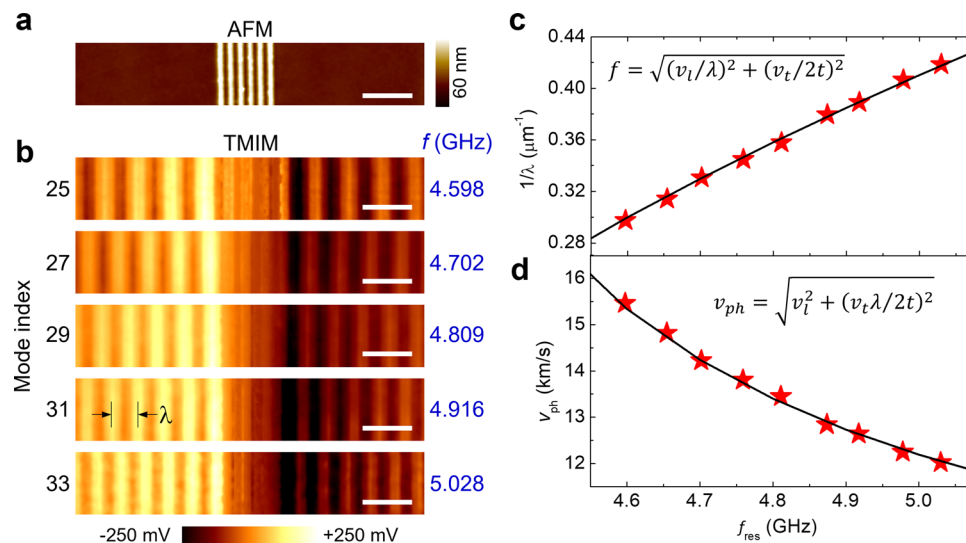 a
AFM
60 nm
b
TMIM
f (GHz)
Mode index
25
4.598
27
4.702
29
4.809
31
λ
4.916
33
5.028
-250 mV
+250 mV
c
0.44
0.40
0.36
0.32
0.28
0.24
1/λ (μm⁻¹)
f = √((v_l/λ)² + (v_t/2t)²)
d
16
15
14
13
12
v_ph (km/s)
v_ph = √(v_l² + (v_tλ/2t)²)
4.6 4.7 4.8 4.9 5.0
f_res (GHz)